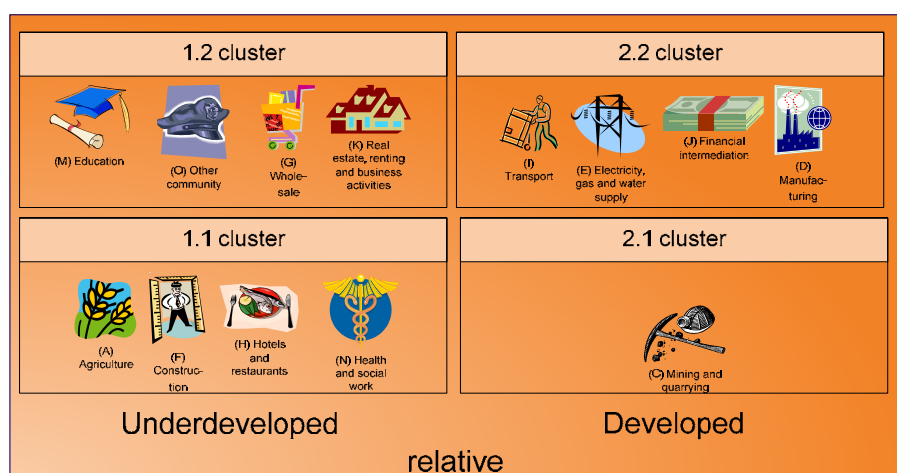 1.2 cluster
(M) Education
(O) Other
community
(G)
Whole-
sale
(K) Real
estate, renting
and business
activities
2.2 cluster
(I)
Transport
(E) Electricity,
gas and water
supply
(J) Financial
intermediation
(D)
Manufac-
turing
1.1 cluster
(A)
Agriculture
(F)
Construc-
tion
(H) Hotels
and
restaurants
(N) Health
and social
work
2.1 cluster
(C) Mining and
quarrying
Underdeveloped
Developed
relative